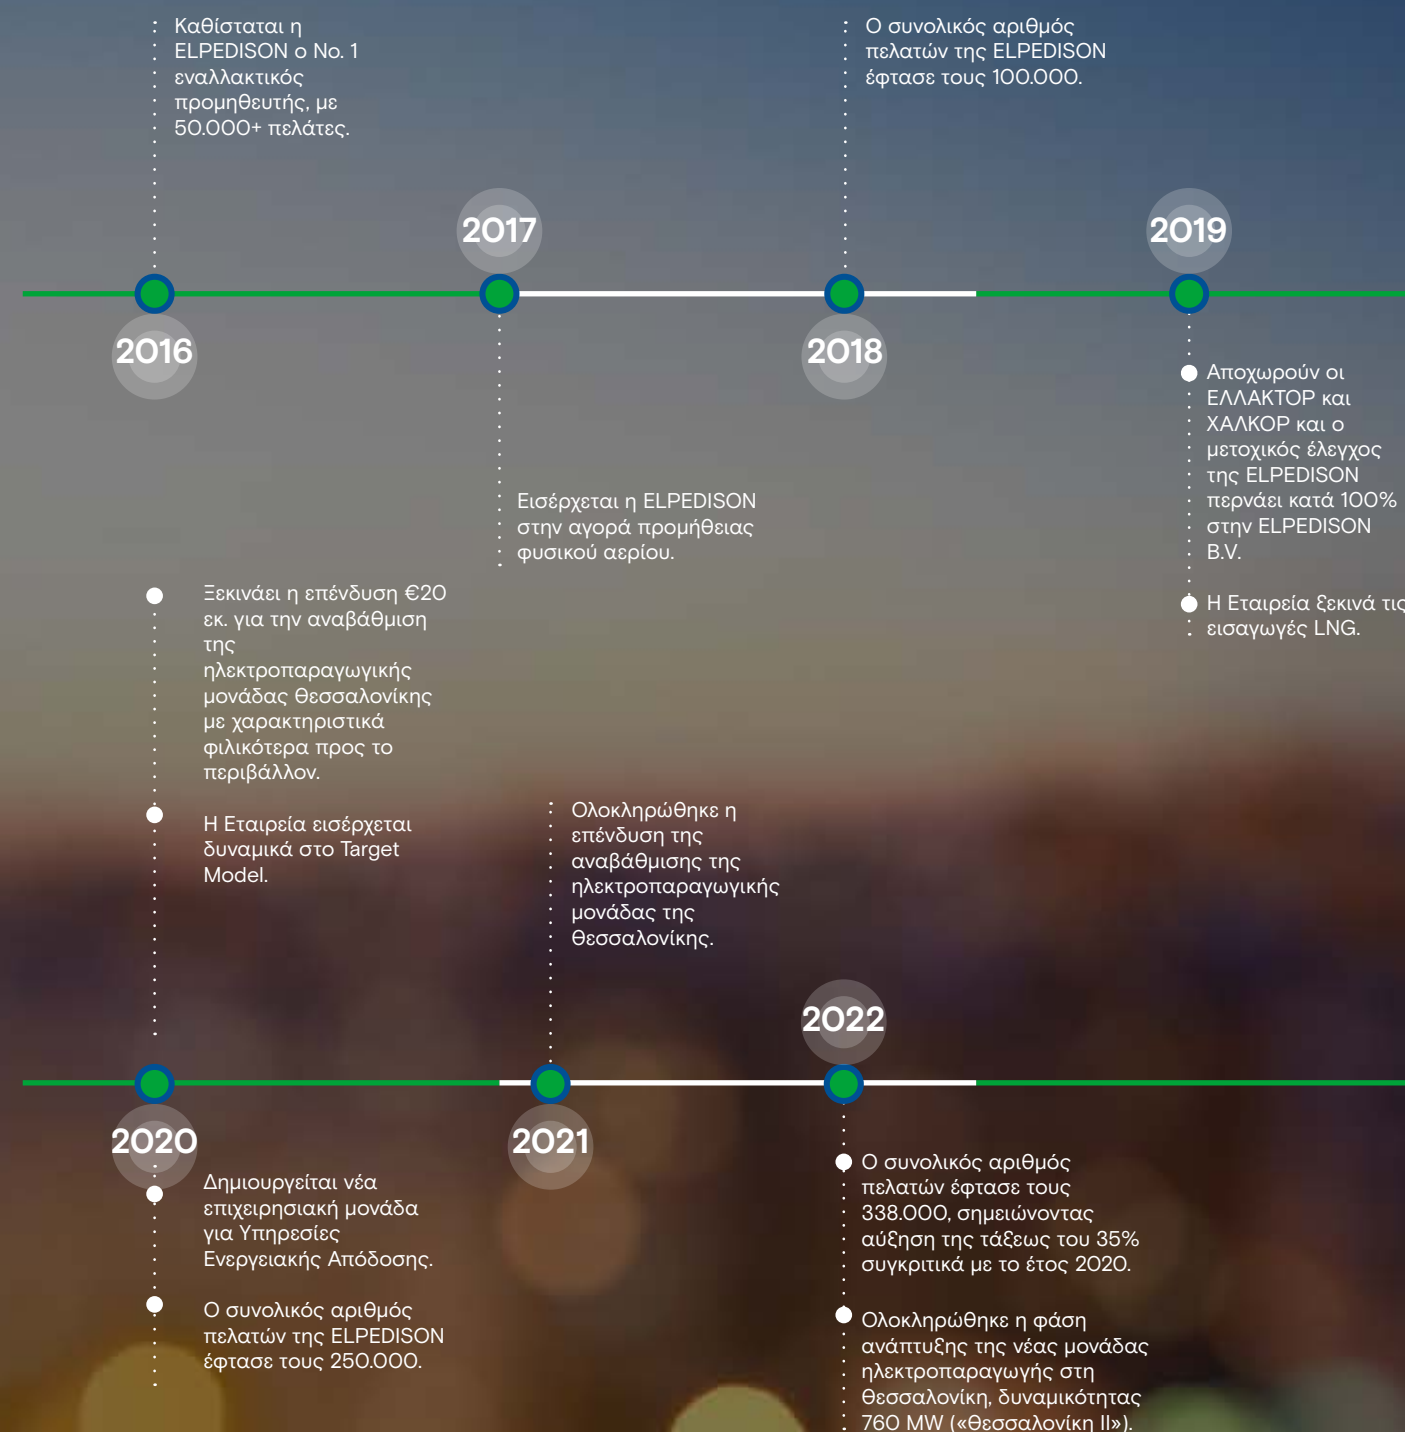 Καθίσταται η
ELPEDISON ο Νο. 1
εναλλακτικός
προμηθευτής, με
50.000+ πελάτες.
2016
2017
Εισέρχεται η ELPEDISON
στην αγορά προμήθειας
φυσικού αερίου.
Ο συνολικός αριθμός
πελατών της ELPEDISON
έφτασε τους 100.000.
2018
2019
Αποχωρούν οι
ΕΛΛΑΚΤΟΡ και
ΧΑΛΚΟΡ και ο
μετοχικός έλεγχος
της ELPEDISON
περνάει κατά 100%
στην ELPEDISON
B.V.
Η Εταιρεία ξεκινά τις
εισαγωγές LNG.
Ξεκινάει η επένδυση €20
εκ. για την αναβάθμιση
της
ηλεκτροπαραγωγικής
μονάδας Θεσσαλονίκης
με χαρακτηριστικά
φιλικότερα προς το
περιβάλλον.
Η Εταιρεία εισέρχεται
δυναμικά στο Target
Model.
2020
Δημιουργείται νέα
επιχειρησιακή μονάδα
για Υπηρεσίες
Ενεργειακής Απόδοσης.
Ο συνολικός αριθμός
πελατών της ELPEDISON
έφτασε τους 250.000.
Ολοκληρώθηκε η
επένδυση της
αναβάθμισης της
ηλεκτροπαραγωγικής
μονάδας της
Θεσσαλονίκης.
2021
2022
Ο συνολικός αριθμός
πελατών έφτασε τους
338.000, σημειώνοντας
αύξηση της τάξεως του 35%
συγκριτικά με το έτος 2020.
Ολοκληρώθηκε η φάση
ανάπτυξης της νέας μονάδας
ηλεκτροπαραγωγής στη
Θεσσαλονίκη, δυναμικότητας
760 MW («Θεσσαλονίκη ΙΙ»).